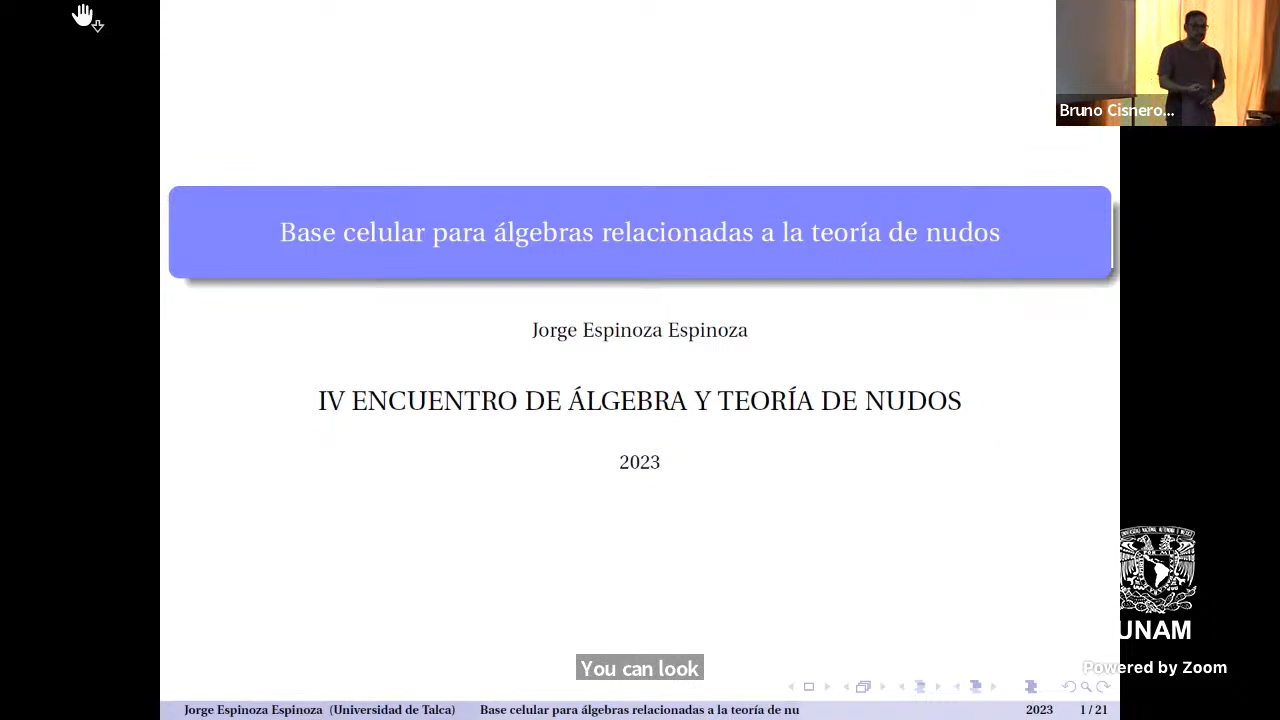 Bruno Cisnero...
Base celular para álgebras relacionadas a la teoría de nudos
Jorge Espinoza Espinoza
IV ENCUENTRO DE ÁLGEBRA Y TEORÍA DE NUDOS
2023
UNAM
You can look
Powered by Zoom
Jorge Espinoza Espinoza (Universidad de Talca) Base celular para álgebras relacionadas a la teoría de nu 2023 1 / 21